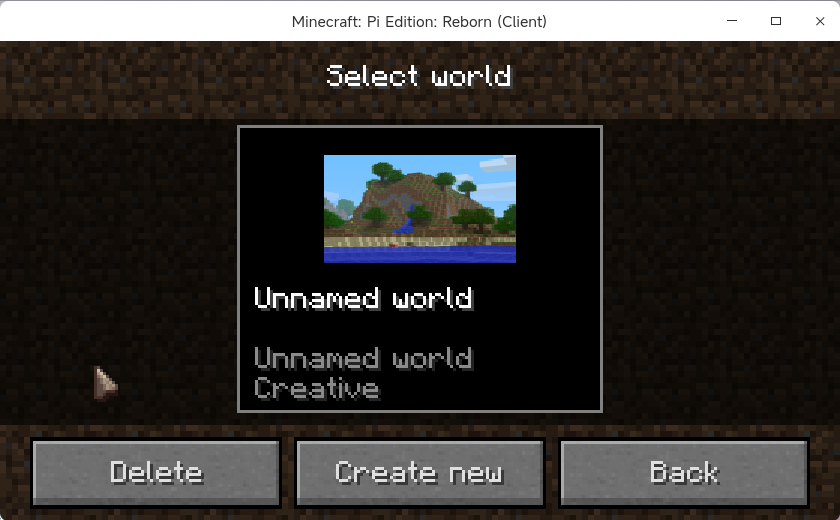 Minecraft: Pi Edition: Reborn (Client)
Select world
Unnamed world
Unnamed world
Creative
Delete
Create new
Back